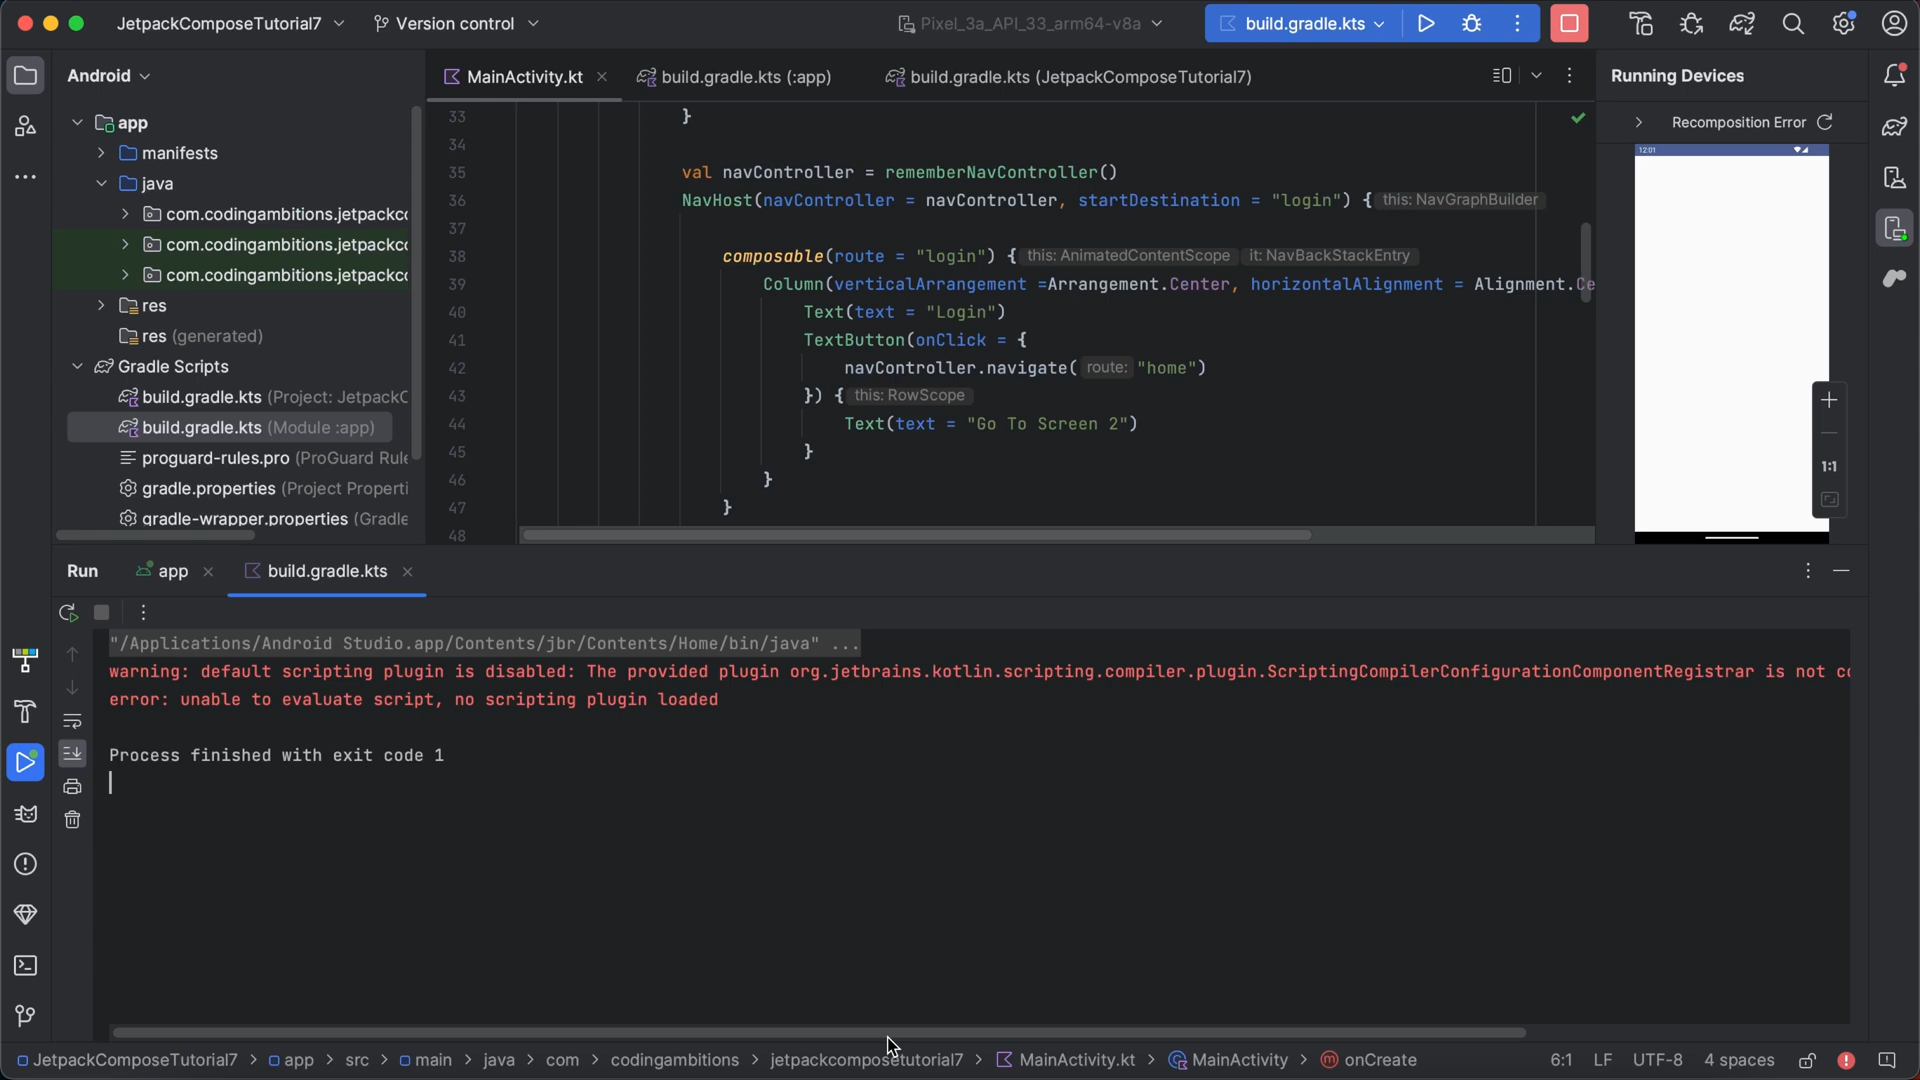 JetpackComposeTutorial7
Version control
Pixel_3a_API_33_arm64-v8a
build.gradle.kts
Android
MainActivity.kt
build.gradle.kts (:app)
build.gradle.kts (JetpackComposeTutorial7)
Running Devices
app
manifests
java
com.codingambitions.jetpackco
com.codingambitions.jetpackco
com.codingambitions.jetpackco
res
res (generated)
Gradle Scripts
build.gradle.kts (Project: JetpackC
build.gradle.kts (Module :app)
proguard-rules.pro (ProGuard Rule
gradle.properties (Project Properti
gradle-wrapper.properties (Gradle
33 }
34
35 val navController = rememberNavController()
36 NavHost(navController = navController, startDestination = "login") { this: NavGraphBuilder
37
38 composable(route = "login") { this: AnimatedContentScope it: NavBackStackEntry
39 Column(verticalArrangement =Arrangement.Center, horizontalAlignment = Alignment.Ce
40 Text(text = "Login")
41 TextButton(onClick = {
42 navController.navigate( route: "home")
43 }) { this: RowScope
44 Text(text = "Go To Screen 2")
45 }
46 }
47 }
48
Recomposition Error
12:01
1:1
Run
app
build.gradle.kts
"/Applications/Android Studio.app/Contents/jbr/Contents/Home/bin/java" ...
warning: default scripting plugin is disabled: The provided plugin org.jetbrains.kotlin.scripting.compiler.plugin.ScriptingCompilerConfigurationComponentRegistrar is not co
error: unable to evaluate script, no scripting plugin loaded
Process finished with exit code 1
JetpackComposeTutorial7 > app > src > main > java > com > codingambitions > jetpackcomposetutorial7 > MainActivity.kt > MainActivity > onCreate
6:1 LF UTF-8 4 spaces